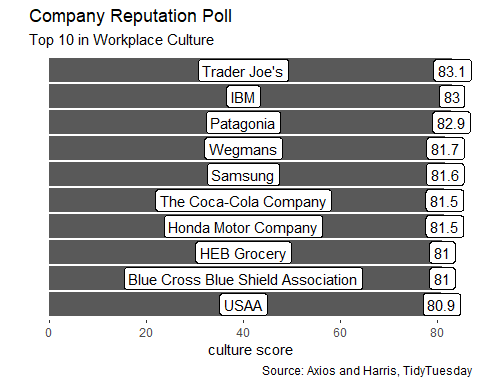 Company Reputation Poll
Top 10 in Workplace Culture
Trader Joe's 83.1
IBM 83
Patagonia 82.9
Wegmans 81.7
Samsung 81.6
The Coca-Cola Company 81.5
Honda Motor Company 81.5
HEB Grocery 81
Blue Cross Blue Shield Association 81
USAA 80.9
0 20 40 60 80
culture score
Source: Axios and Harris, TidyTuesday